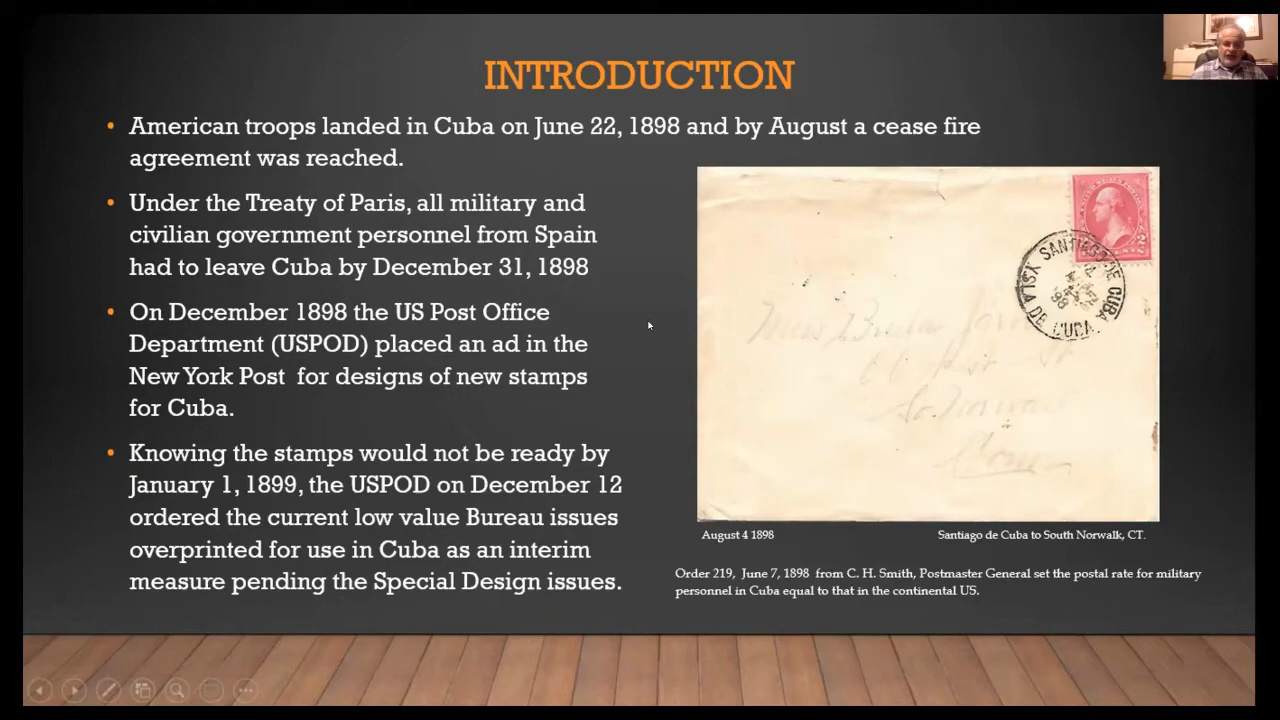 INTRODUCTION
• American troops landed in Cuba on June 22, 1898 and by August a cease fire
agreement was reached.
• Under the Treaty of Paris, all military and
civilian government personnel from Spain
had to leave Cuba by December 31, 1898
• On December 1898 the US Post Office
Department (USPOD) placed an ad in the
New York Post for designs of new stamps
for Cuba.
• Knowing the stamps would not be ready by
January 1, 1899, the USPOD on December 12
ordered the current low value Bureau issues
overprinted for use in Cuba as an interim
measure pending the Special Design issues.
2
SANTIAGO DE CUBA
YSLA DE CUBA
Miss
So. Norwalk
Conn
August 4 1898
Santiago de Cuba to South Norwalk, CT.
Order 219, June 7, 1898 from C. H. Smith, Postmaster General set the postal rate for military
personnel in Cuba equal to that in the continental US.